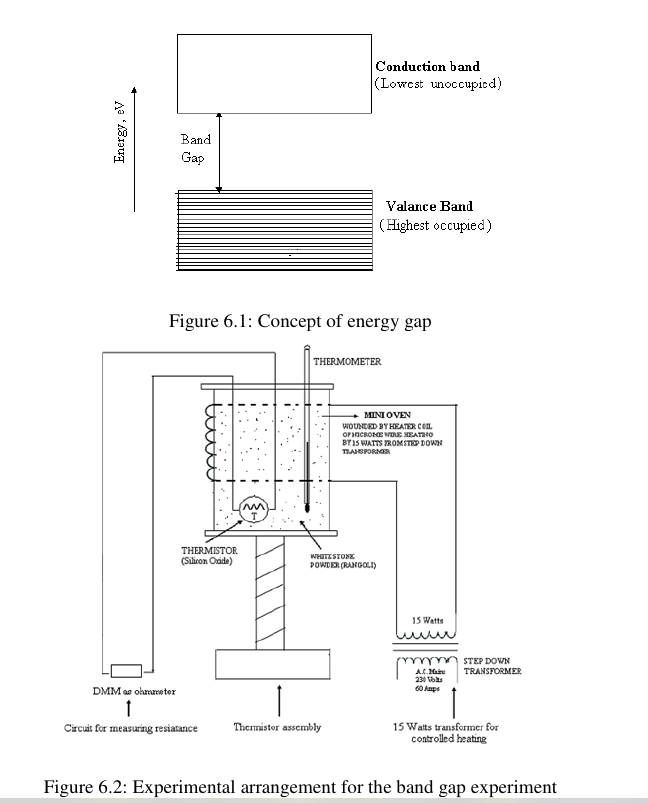 Conduction band
(Lowest unoccupied)
Energy, eV
Band
Gap
Valance Band
(Highest occupied)
Figure 6.1: Concept of energy gap
THERMOMETER
MINI OVEN
WOUNDED BY HEATER COIL
OF NICROME WIRE HEATING
BY 15 WATTS FROM STEP DOWN
TRANSFORMER
T
THERMISTOR
(Silicon Oxide)
WHITE STONE
POWDER (RANGOLI)
15 Watts
STEP DOWN
TRANSFORMER
A.C. Mains
230 Volts
60 Amps
DMM as ohmmeter
Circuit for measuring resistance
Thermistor assembly
15 Watts transformer for
controlled heating
Figure 6.2: Experimental arrangement for the band gap experiment